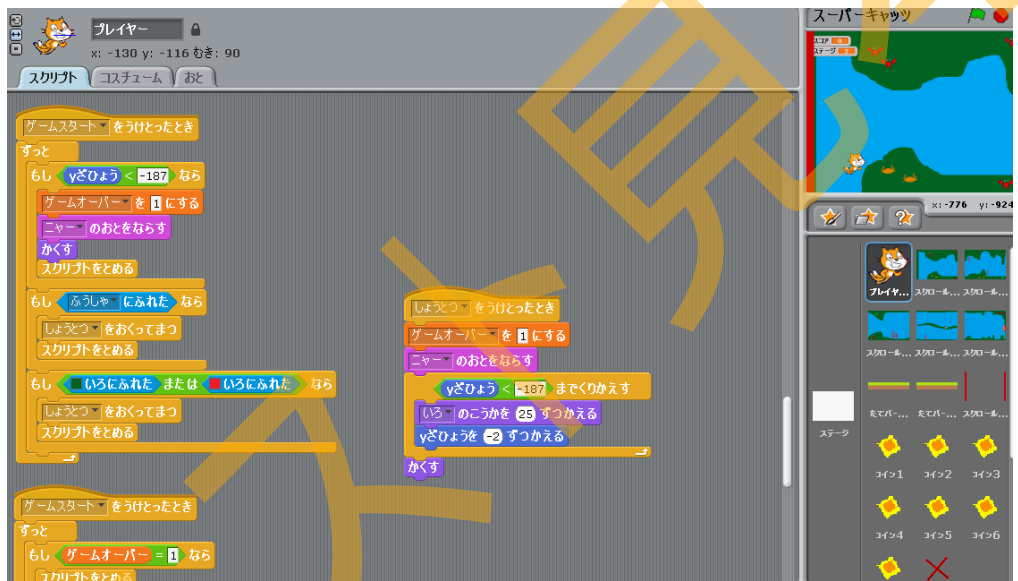 プレイヤー
x: -130 y: -116 むき: 90
スクリプト コスチューム おと
ゲームスタート をうけとったとき
ずっと
もし yざひょう < -187 なら
ゲームオーバー を 1 にする
ニャー のおとをならす
かくす
スクリプトをとめる
もし ふうしゃ にふれた なら
しょうとつ をおくってまつ
スクリプトをとめる
もし いろにふれた または いろにふれた なら
しょうとつ をおくってまつ
スクリプトをとめる
ゲームスタート をうけとったとき
ずっと
もし ゲームオーバー = 1 なら
スクリプトをとめる
しょうとつ をうけとったとき
ゲームオーバー を 1 にする
ニャー のおとをならす
yざひょう < -187 までくりかえす
いろ のこうかを 25 ずつかえる
yざひょうを -2 ずつかえる
かくす
スーパーキャッツ
スコア
ステージ
x: -776 y: -924
プレイヤ... スクロール... スクロール...
スクロール... スクロール... スクロール...
たてバー... たてバー... スクロール...
ステージ
コイン1 コイン2 コイン3
コイン4 コイン5 コイン6